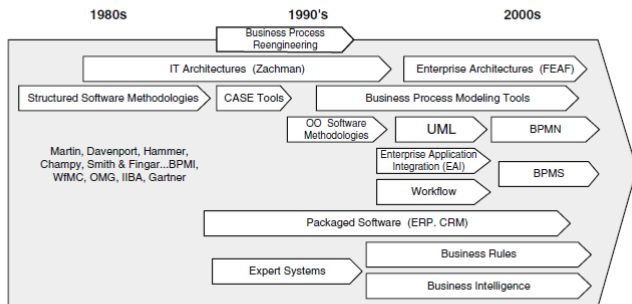 1980s
1990's
2000s
Business Process
Reengineering
IT Architectures (Zachman)
Enterprise Architectures (FEAF)
Structured Software Methodologies
CASE Tools
Business Process Modeling Tools
OO Software
Methodologies
UML
BPMN
Martin, Davenport, Hammer,
Champy, Smith & Fingar...BPMI,
WfMC, OMG, IIBA, Gartner
Enterprise Application
Integration (EAI)
BPMS
Workflow
Packaged Software (ERP. CRM)
Business Rules
Expert Systems
Business Intelligence